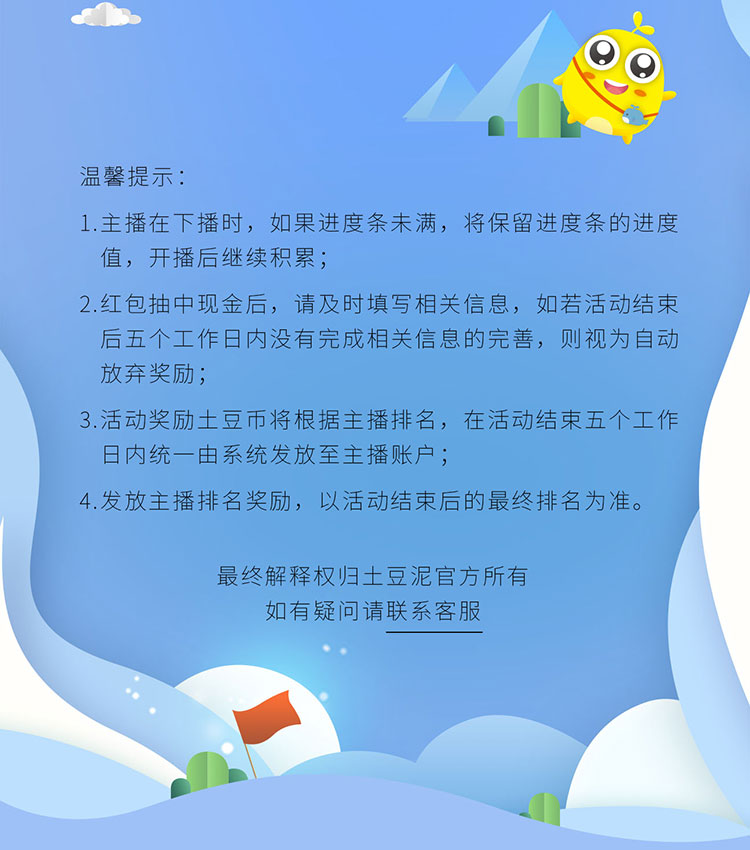 温馨提示：
1.主播在下播时，如果进度条未满，将保留进度条的进度
值，开播后继续积累；
2.红包抽中现金后，请及时填写相关信息，如若活动结束
后五个工作日内没有完成相关信息的完善，则视为自动
放弃奖励；
3.活动奖励土豆币将根据主播排名，在活动结束五个工作
日内统一由系统发放至主播账户；
4.发放主播排名奖励，以活动结束后的最终排名为准。
最终解释权归土豆泥官方所有
如有疑问请联系客服